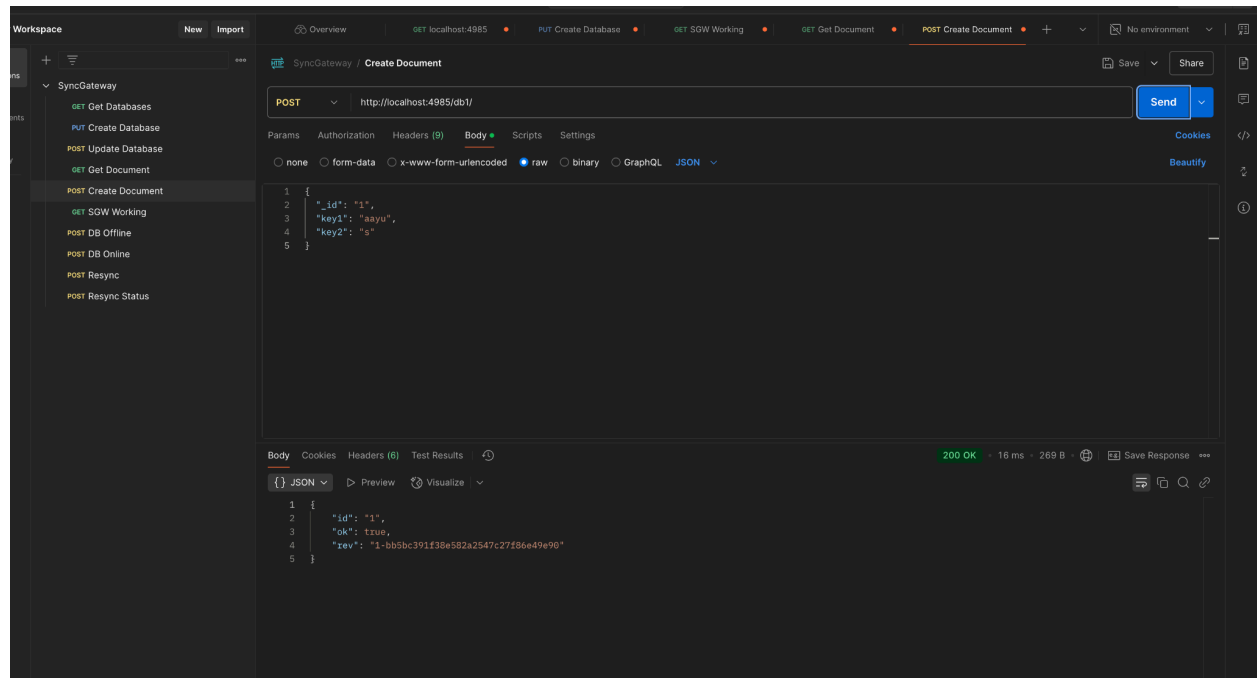 Workspace New Import Overview GET localhost:4985 PUT Create Database GET SGW Working GET Get Document POST Create Document No environment
SyncGateway / Create Document Save Share
SyncGateway
GET Get Databases
PUT Create Database
POST Update Database
GET Get Document
POST Create Document
GET SGW Working
POST DB Offline
POST DB Online
POST Resync
POST Resync Status
POST http://localhost:4985/db1/ Send
Params Authorization Headers (9) Body Scripts Settings Cookies
none form-data x-www-form-urlencoded raw binary GraphQL JSON Beautify
1 {
2 "_id": "1",
3 "key1": "aayu",
4 "key2": "s"
5 }
Body Cookies Headers (6) Test Results 200 OK 16 ms 269 B Save Response
{} JSON Preview Visualize
1 {
2 "id": "1",
3 "ok": true,
4 "rev": "1-bb5bc391f38e582a2547c27f86e49e90"
5 }